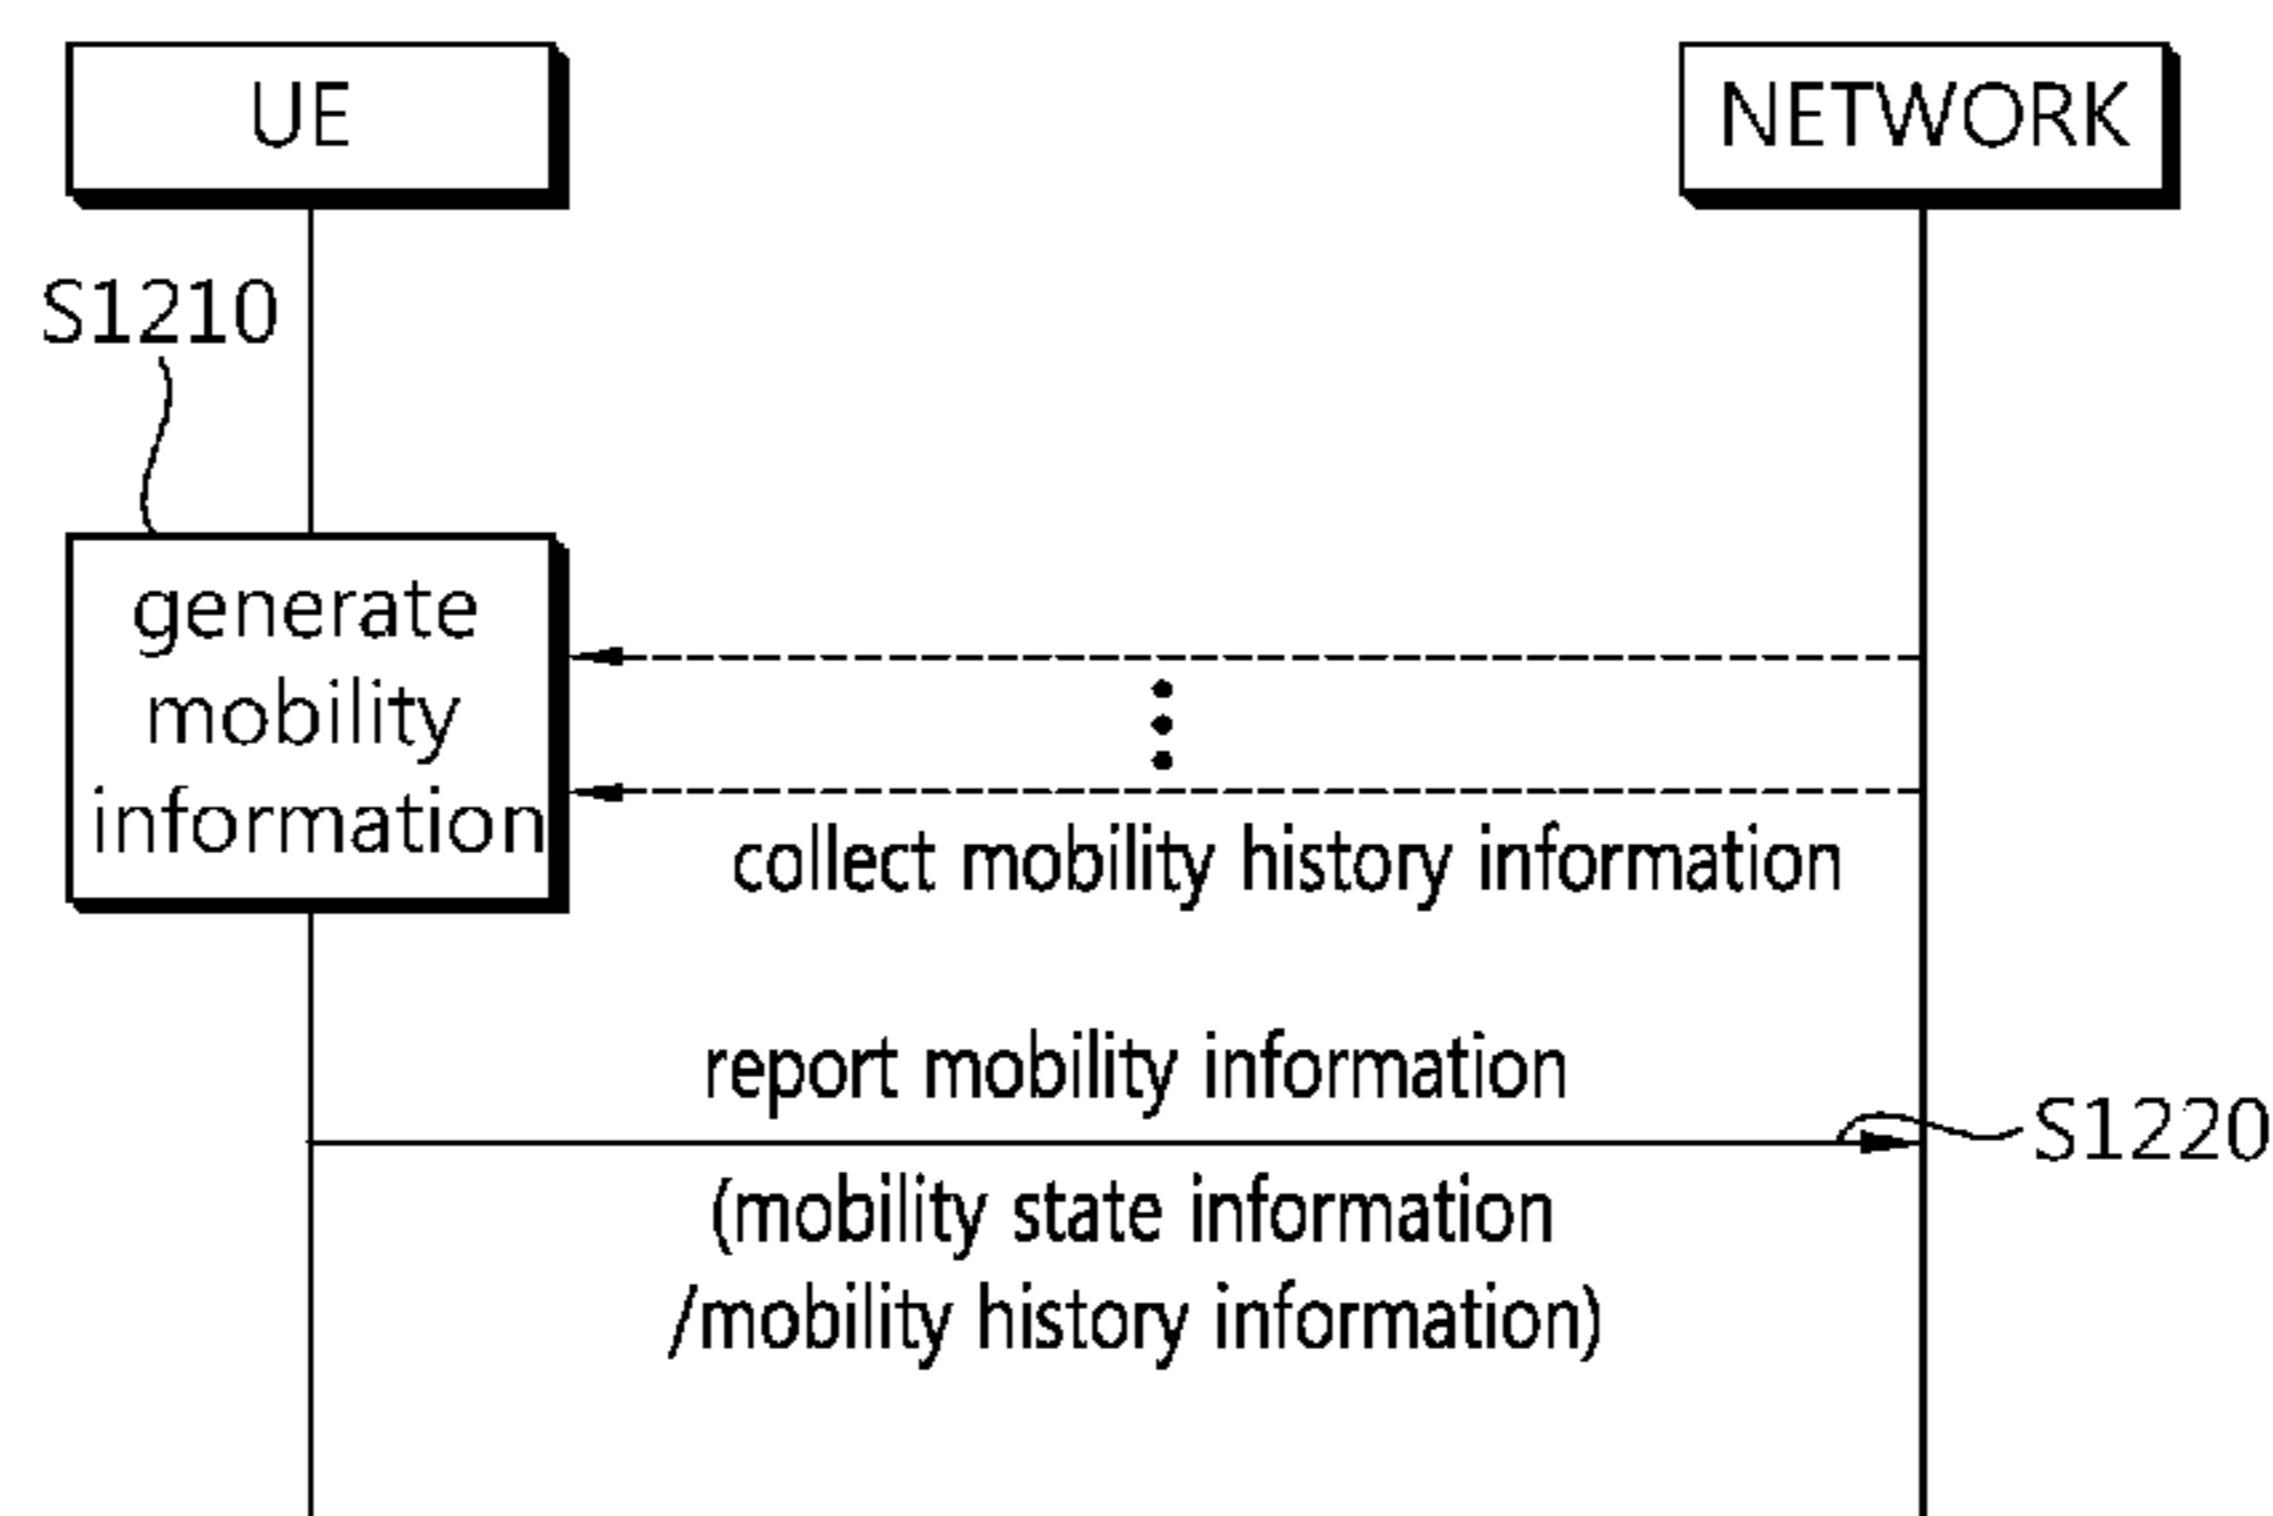 UE
NETWORK
S1210
generate
mobility
information
collect mobility history information
report mobility information
S1220
(mobility state information
/mobility history information)